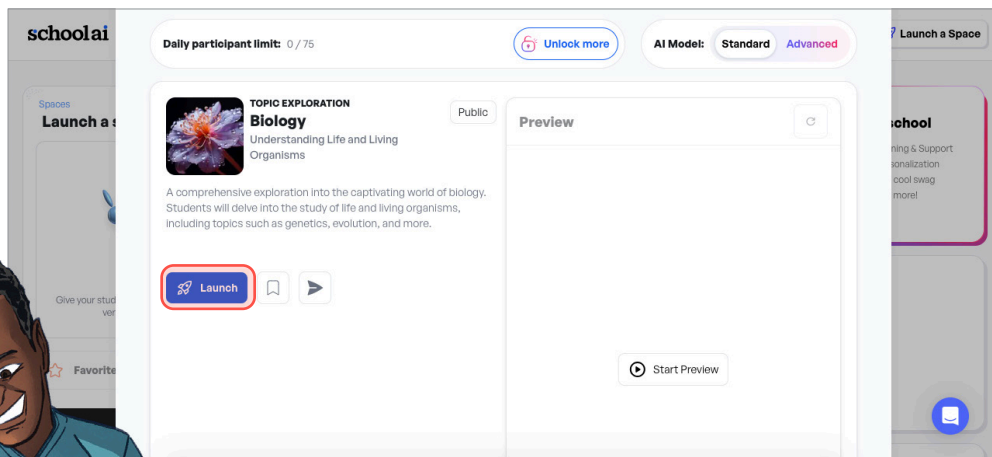 schoolai
Daily participant limit: 0 / 75
Unlock more
AI Model: Standard Advanced
Launch a Space
Spaces
Launch a
TOPIC EXPLORATION
Biology
Understanding Life and Living
Organisms
Public
A comprehensive exploration into the captivating world of biology.
Students will delve into the study of life and living organisms,
including topics such as genetics, evolution, and more.
Launch
Preview
Start Preview
Give your stud
ver
Favorite
school
ning & Support
sonalization
cool swag
more!